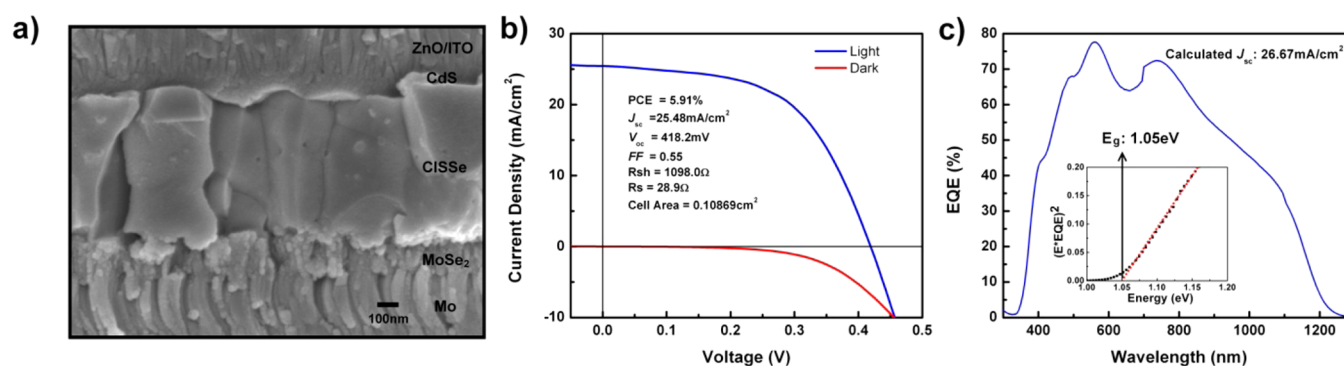 a)
ZnO/ITO
CdS
CISSe
MoSe2
Mo
100nm
b)
Current Density (mA/cm2)
30
20
10
0
-10
Light
Dark
PCE = 5.91%
Jsc =25.48mA/cm2
Voc = 418.2mV
FF = 0.55
Rsh = 1098.0Ω
Rs = 28.9Ω
Cell Area = 0.10869cm2
0.0 0.1 0.2 0.3 0.4 0.5
Voltage (V)
c)
EQE (%)
80
70
60
50
40
30
20
10
0
Calculated Jsc: 26.67mA/cm2
Eg: 1.05eV
(E*EQE)2
0.20
0.15
0.10
0.05
0.00
1.00 1.05 1.10 1.15 1.20
Energy (eV)
400 600 800 1000 1200
Wavelength (nm)